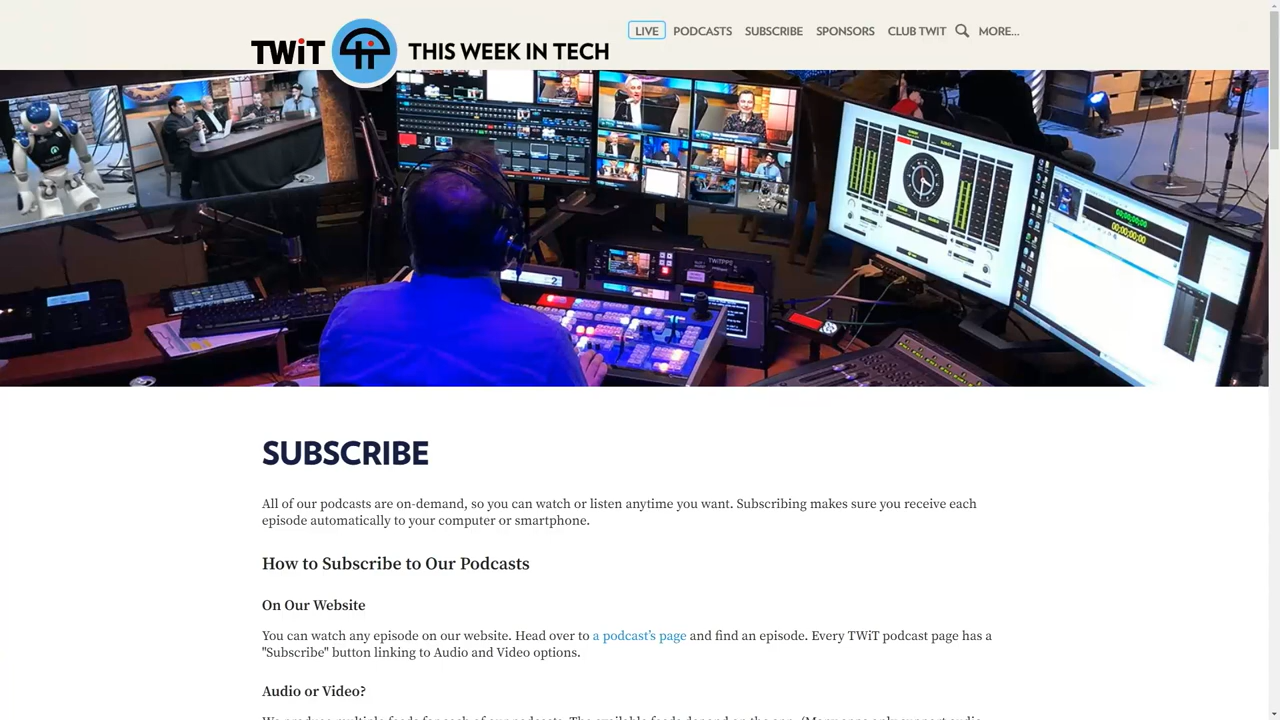 TWiT
THIS WEEK IN TECH
LIVE
PODCASTS
SUBSCRIBE
SPONSORS
CLUB TWIT
MORE...
SUBSCRIBE
All of our podcasts are on-demand, so you can watch or listen anytime you want. Subscribing makes sure you receive each
episode automatically to your computer or smartphone.
How to Subscribe to Our Podcasts
On Our Website
You can watch any episode on our website. Head over to a podcast's page and find an episode. Every TWiT podcast page has a
"Subscribe" button linking to Audio and Video options.
Audio or Video?